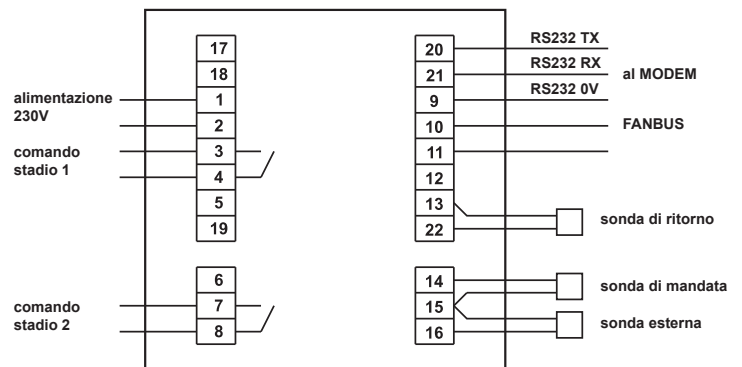 17
18
alimentazione
230V
1
2
comando
stadio 1
3
4
5
19
comando
stadio 2
6
7
8
20
RS232 TX
21
RS232 RX
al MODEM
9
RS232 0V
10
FANBUS
11
12
13
22
sonda di ritorno
14
sonda di mandata
15
16
sonda esterna